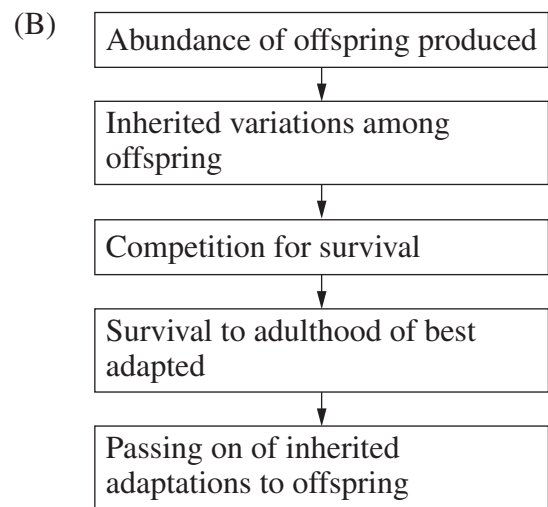 (B)
Abundance of offspring produced
Inherited variations among
offspring
Competition for survival
Survival to adulthood of best
adapted
Passing on of inherited
adaptations to offspring